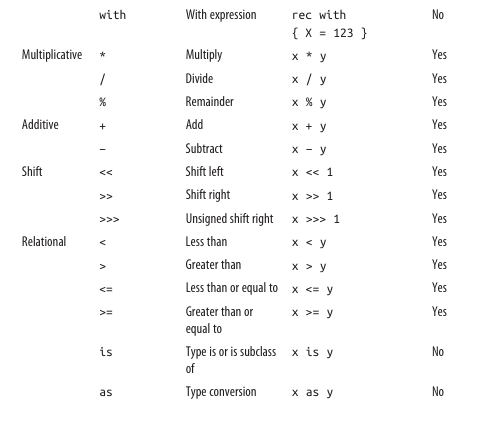 with With expression rec with No
{ X = 123 }
Multiplicative * Multiply x * y Yes
/ Divide x / y Yes
% Remainder x % y Yes
Additive + Add x + y Yes
– Subtract x – y Yes
Shift << Shift left x << 1 Yes
>> Shift right x >> 1 Yes
>>> Unsigned shift right x >>> 1 Yes
Relational < Less than x < y Yes
> Greater than x > y Yes
<= Less than or equal to x <= y Yes
>= Greater than or x >= y Yes
equal to
is Type is or is subclass x is y No
of
as Type conversion x as y No